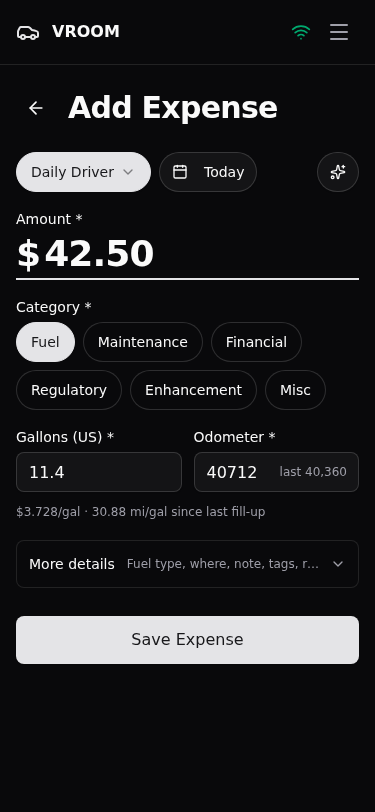 VROOM
Add Expense
Daily Driver
Today
Amount *
$ 42.50
Category *
Fuel Maintenance Financial
Regulatory Enhancement Misc
Gallons (US) * Odometer *
11.4 40712 last 40,360
$3.728/gal · 30.88 mi/gal since last fill-up
More details Fuel type, where, note, tags, r…
Save Expense